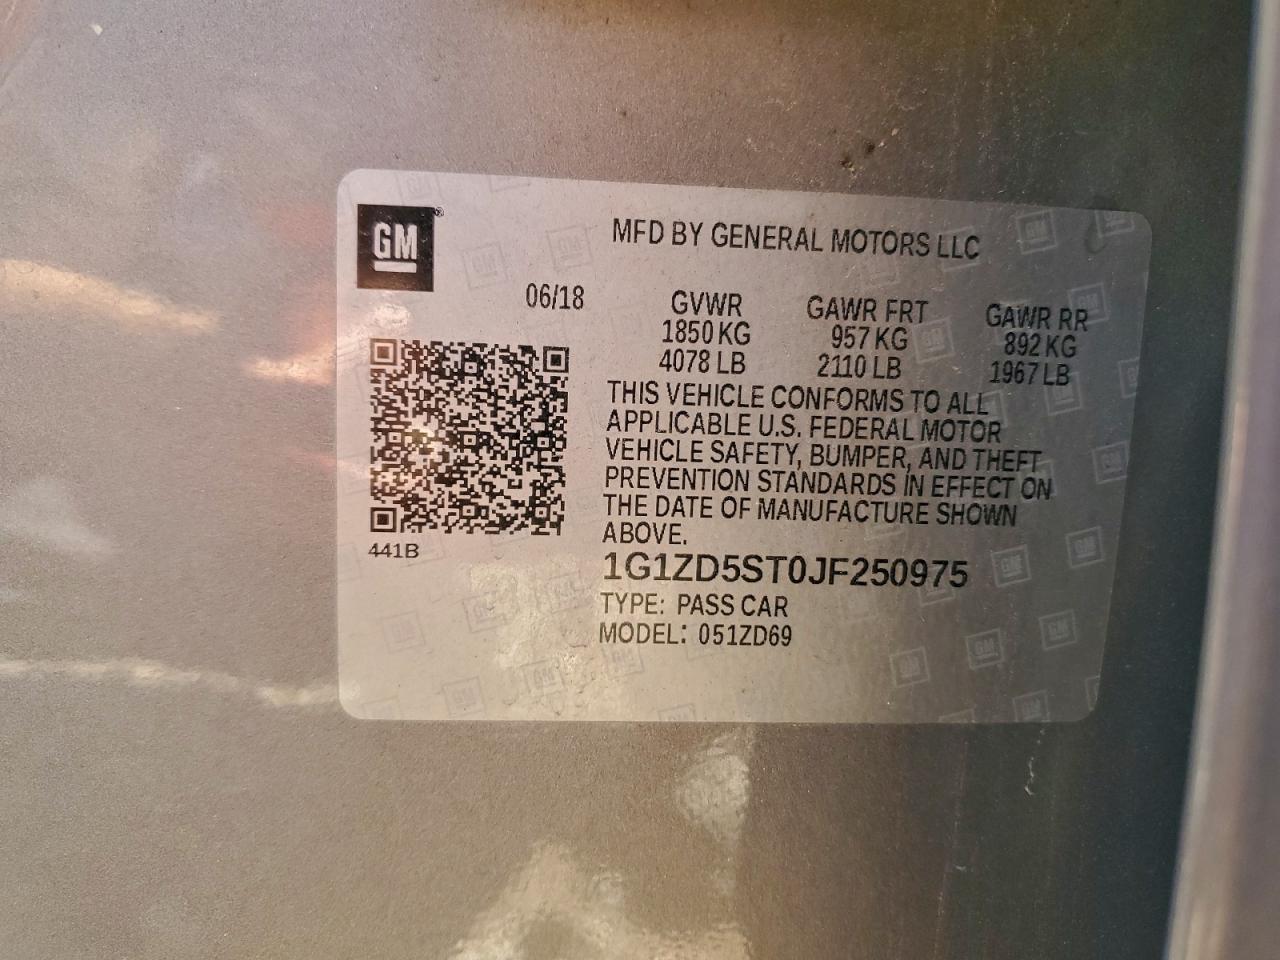 GM®
MFD BY GENERAL MOTORS LLC
06/18 GVWR GAWR FRT GAWR RR
1850 KG 957 KG 892 KG
4078 LB 2110 LB 1967 LB
THIS VEHICLE CONFORMS TO ALL
APPLICABLE U.S. FEDERAL MOTOR
VEHICLE SAFETY, BUMPER, AND THEFT
PREVENTION STANDARDS IN EFFECT ON
THE DATE OF MANUFACTURE SHOWN
ABOVE.
441B
1G1ZD5ST0JF250975
TYPE: PASS CAR
MODEL: 051ZD69